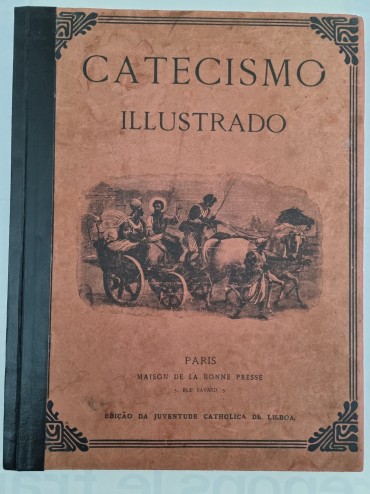 CATECISMO
ILLUSTRADO
PARIS
MAISON DE LA BONNE PRESSE
EDIÇÃO DA JUVENTUDE CATHOLICA DE LISBOA.